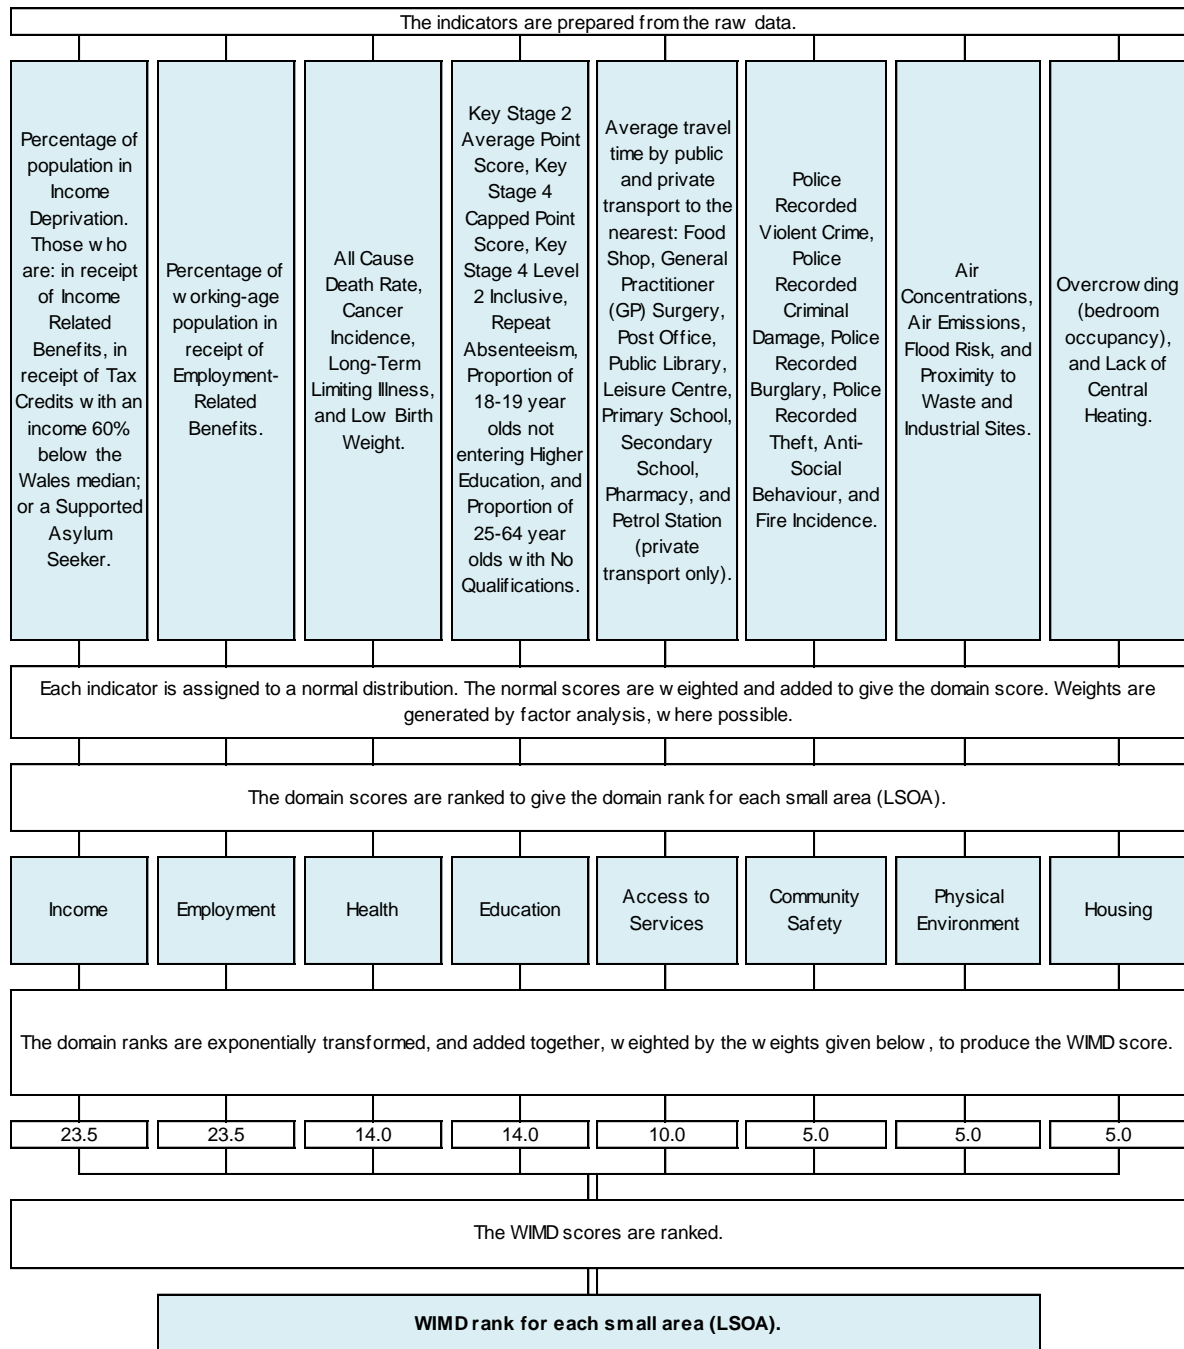 The indicators are prepared from the raw data.
Percentage of
population in
Income
Deprivation.
Those who
are: in receipt
of Income
Related
Benefits, in
receipt of Tax
Credits with an
income 60%
below the
Wales median;
or a Supported
Asylum
Seeker.
Percentage of
working-age
population in
receipt of
Employment-
Related
Benefits.
All Cause
Death Rate,
Cancer
Incidence,
Long-Term
Limiting Illness,
and Low Birth
Weight.
Key Stage 2
Average Point
Score, Key
Stage 4
Capped Point
Score, Key
Stage 4 Level
2 Inclusive,
Repeat
Absenteeism,
Proportion of
18-19 year
olds not
entering Higher
Education, and
Proportion of
25-64 year
olds with No
Qualifications.
Average travel
time by public
and private
transport to the
nearest: Food
Shop, General
Practitioner
(GP) Surgery,
Post Office,
Public Library,
Leisure Centre,
Primary School,
Secondary
School,
Pharmacy, and
Petrol Station
(private
transport only).
Police
Recorded
Violent Crime,
Police
Recorded
Criminal
Damage, Police
Recorded
Burglary, Police
Recorded
Theft, Anti-
Social
Behaviour, and
Fire Incidence.
Air
Concentrations,
Air Emissions,
Flood Risk, and
Proximity to
Waste and
Industrial Sites.
Overcrowding
(bedroom
occupancy),
and Lack of
Central
Heating.
Each indicator is assigned to a normal distribution. The normal scores are weighted and added to give the domain score. Weights are
generated by factor analysis, where possible.
The domain scores are ranked to give the domain rank for each small area (LSOA).
Income
Employment
Health
Education
Access to
Services
Community
Safety
Physical
Environment
Housing
The domain ranks are exponentially transformed, and added together, weighted by the weights given below, to produce the WIMD score.
23.5
23.5
14.0
14.0
10.0
5.0
5.0
5.0
The WIMD scores are ranked.
WIMD rank for each small area (LSOA).